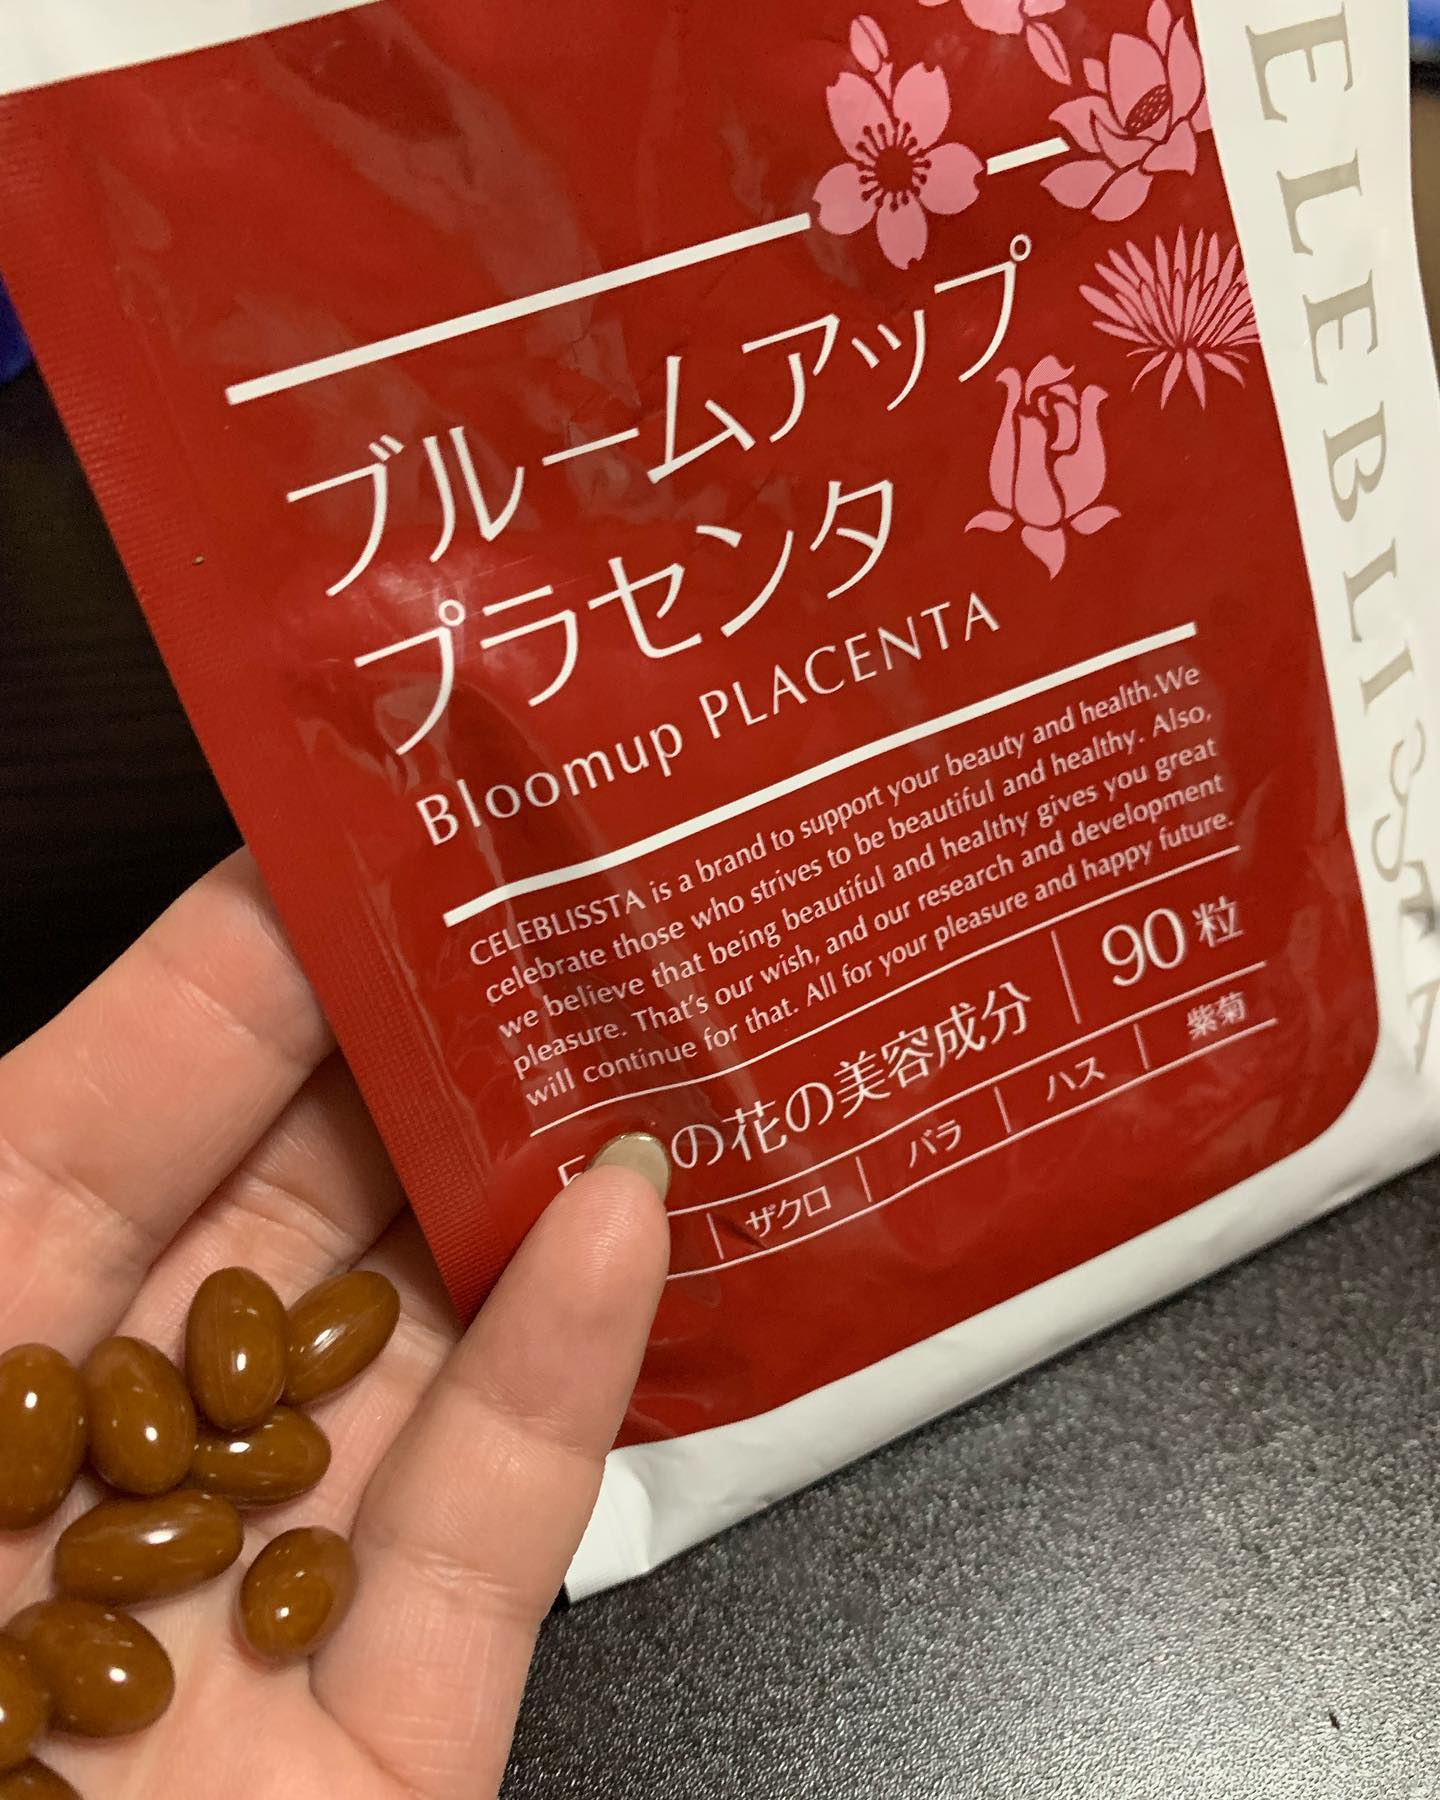 ブルームアップ
プラセンタ
Bloomup PLACENTA
CELEBLISSTA is a brand to support your beauty and health.We
celebrate those who strives to be beautiful and healthy. Also,
we believe that being beautiful and healthy gives you great
pleasure. That's our wish, and our research and development
will continue for that. All for your pleasure and happy future.
の花の美容成分 90粒
ザクロ バラ ハス 紫菊
ELEBLISSTA